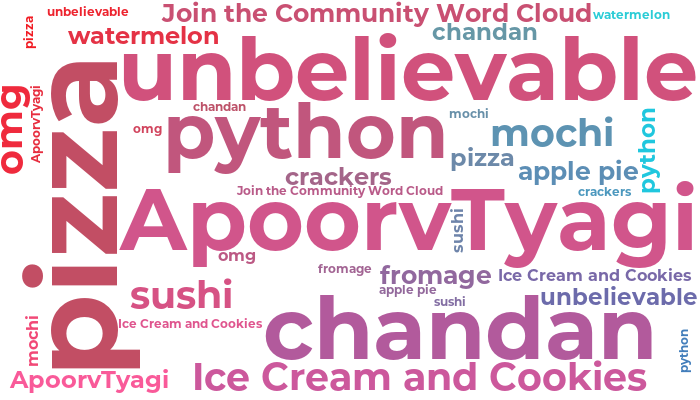 unbelievable
Join the Community Word Cloud
watermelon
pizza
watermelon
chandan
unbelievable
omg
ApoorvTyagi
pizza
chandan
python
mochi
omg
mochi
python
pizza
apple pie
crackers
Join the Community Word Cloud
crackers
ApoorvTyagi
sushi
omg
fromage
fromage
Ice Cream and Cookies
apple pie
sushi
sushi
unbelievable
Ice Cream and Cookies
chandan
mochi
python
ApoorvTyagi
Ice Cream and Cookies